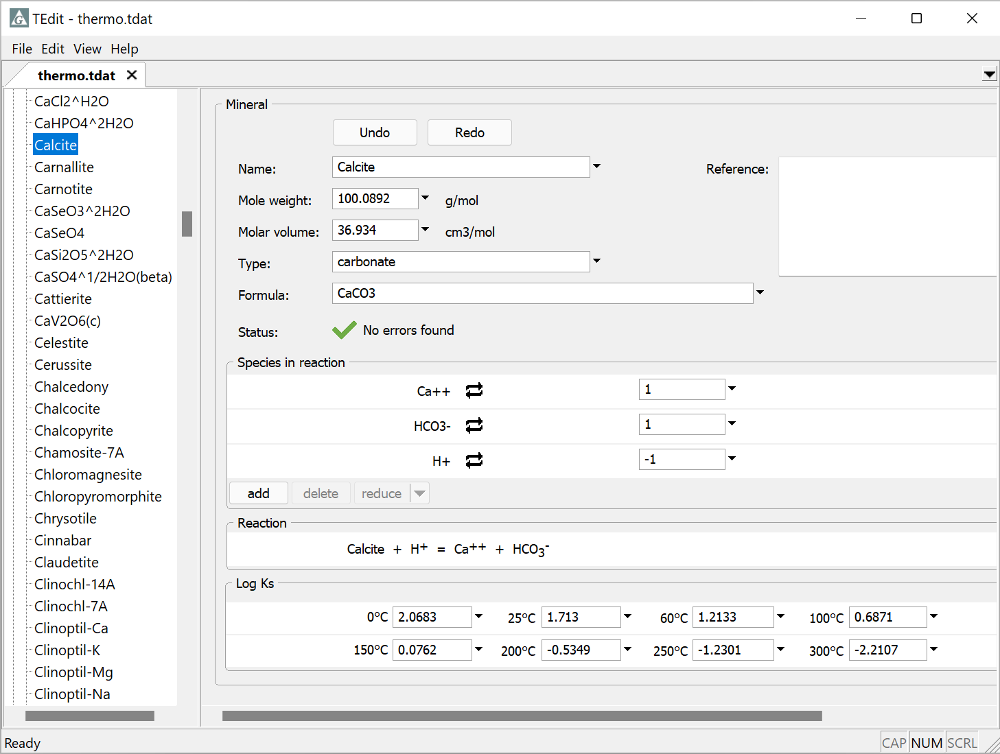 TEdit - thermo.tdat
File Edit View Help
thermo.tdat
CaCl2^H2O
CaHPO4^2H2O
Calcite
Carnallite
Carnotite
CaSeO3^2H2O
CaSeO4
CaSi2O5^2H2O
CaSO4^1/2H2O(beta)
Cattierite
CaV2O6(c)
Celestite
Cerussite
Chalcedony
Chalcocite
Chalcopyrite
Chamosite-7A
Chloromagnesite
Chloropyromorphite
Chrysotile
Cinnabar
Claudetite
Clinochl-14A
Clinochl-7A
Clinoptil-Ca
Clinoptil-K
Clinoptil-Mg
Clinoptil-Na
Mineral
Undo Redo
Name: Calcite Reference:
Mole weight: 100.0892 g/mol
Molar volume: 36.934 cm3/mol
Type: carbonate
Formula: CaCO3
Status: No errors found
Species in reaction
Ca++ 1
HCO3- 1
H+ -1
add delete reduce
Reaction
Calcite + H⁺ = Ca⁺⁺ + HCO₃⁻
Log Ks
0°C 2.0683 25°C 1.713 60°C 1.2133 100°C 0.6871
150°C 0.0762 200°C -0.5349 250°C -1.2301 300°C -2.2107
Ready CAP NUM SCRL